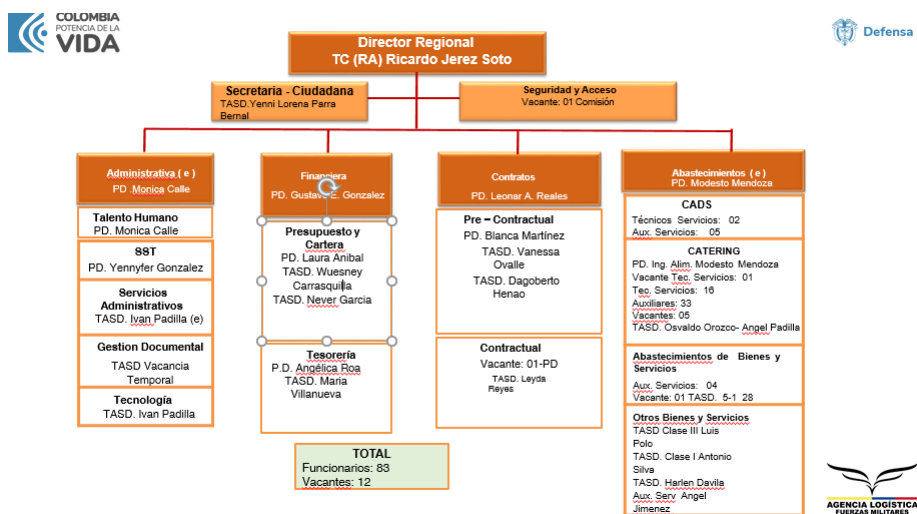 COLOMBIA
POTENCIA DE LA
VIDA
Defensa
Director Regional
TC (RA) Ricardo Jerez Soto
Secretaria - Ciudadana
TASD.Yenni Lorena Parra
Bernal
Seguridad y Acceso
Vacante: 01 Comisión
Administrativa ( e )
PD .Monica Calle
Talento Humano
PD. Monica Calle
SST
PD. Yennyfer Gonzalez
Servicios
Administrativos
TASD. Ivan Padilla (e)
Gestion Documental
TASD Vacancia
Temporal
Tecnología
TASD. Ivan Padilla
Financiera
PD. Gustavo E. Gonzalez
Presupuesto y
Cartera
PD. Laura Anibal
TASD. Wuesney
Carrasquilla
TASD. Never Garcia
Tesorería
P.D. Angélica Roa
TASD. Maria
Villanueva
Contratos
PD. Leonar A. Reales
Pre – Contractual
PD. Blanca Martínez
TASD. Vanessa
Ovalle
TASD. Dagoberto
Henao
Contractual
Vacante: 01-PD
TASD. Leyda
Reyes
Abastecimientos ( e )
PD. Modesto Mendoza
CADS
Técnicos Servicios: 02
Aux. Servicios: 05
CATERING
PD. Ing. Alim. Modesto Mendoza
Vacante Tec. Servicios: 01
Tec. Servicios: 16
Auxiliares: 33
Vacantes: 05
TASD. Osvaldo Orozco- Angel Padilla
Abastecimientos de Bienes y
Servicios
Aux. Servicios: 04
Vacante: 01 TASD. 5-1 28
Otros Bienes y Servicios
TASD Clase III Luis
Polo
TASD. Clase I Antonio
Silva
TASD. Harlen Davila
Aux. Serv Angel
Jimenez
TOTAL
Funcionarios: 83
Vacantes: 12
AGENCIA LOGÍSTICA
FUERZAS MILITARES